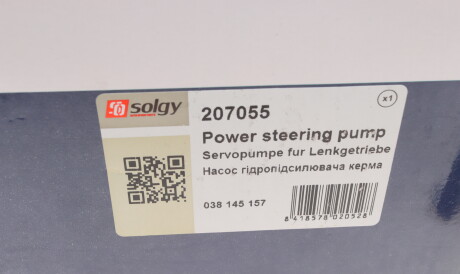 solgy
207055
x1
Power steering pump
Servopumpe fur Lenkgetriebe
Насос гідропідсилювача керма
038 145 157
8 418578 020528